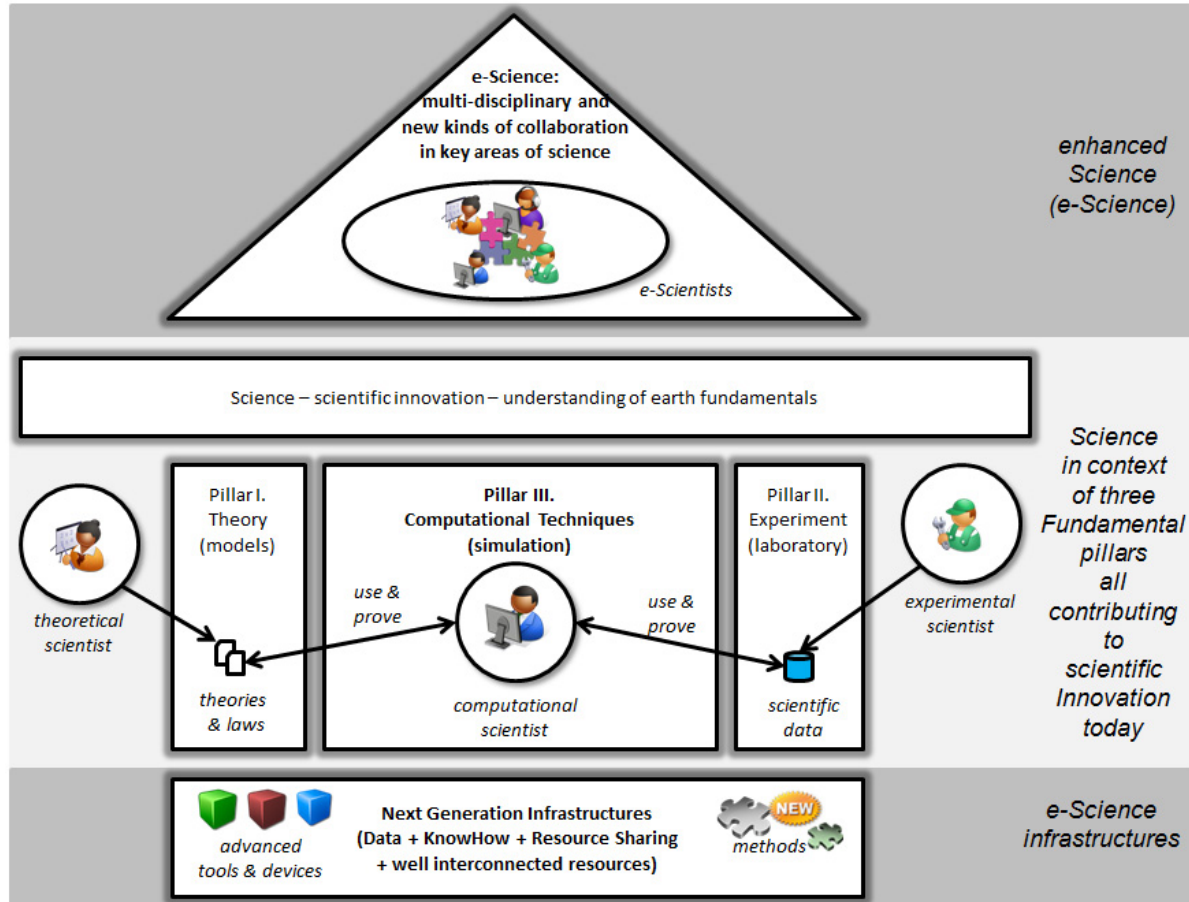 e-Science:
multi-disciplinary and
new kinds of collaboration
in key areas of science
e-Scientists
enhanced
Science
(e-Science)
Science – scientific innovation – understanding of earth fundamentals
theoretical
scientist
Pillar I.
Theory
(models)
theories
& laws
Pillar III.
Computational Techniques
(simulation)
use &
prove
use &
prove
computational
scientist
Pillar II.
Experiment
(laboratory)
scientific
data
experimental
scientist
Science
in context
of three
Fundamental
pillars
all
contributing
to
scientific
Innovation
today
advanced
tools & devices
Next Generation Infrastructures
(Data + KnowHow + Resource Sharing
+ well interconnected resources)
NEW
methods
e-Science
infrastructures